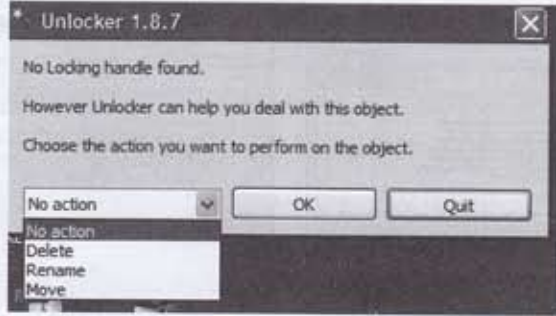 * Unlocker 1.8.7
No Locking handle found.
However Unlocker can help you deal with this object.
Choose the action you want to perform on the object.
No action OK Quit
No action
Delete
Rename
Move